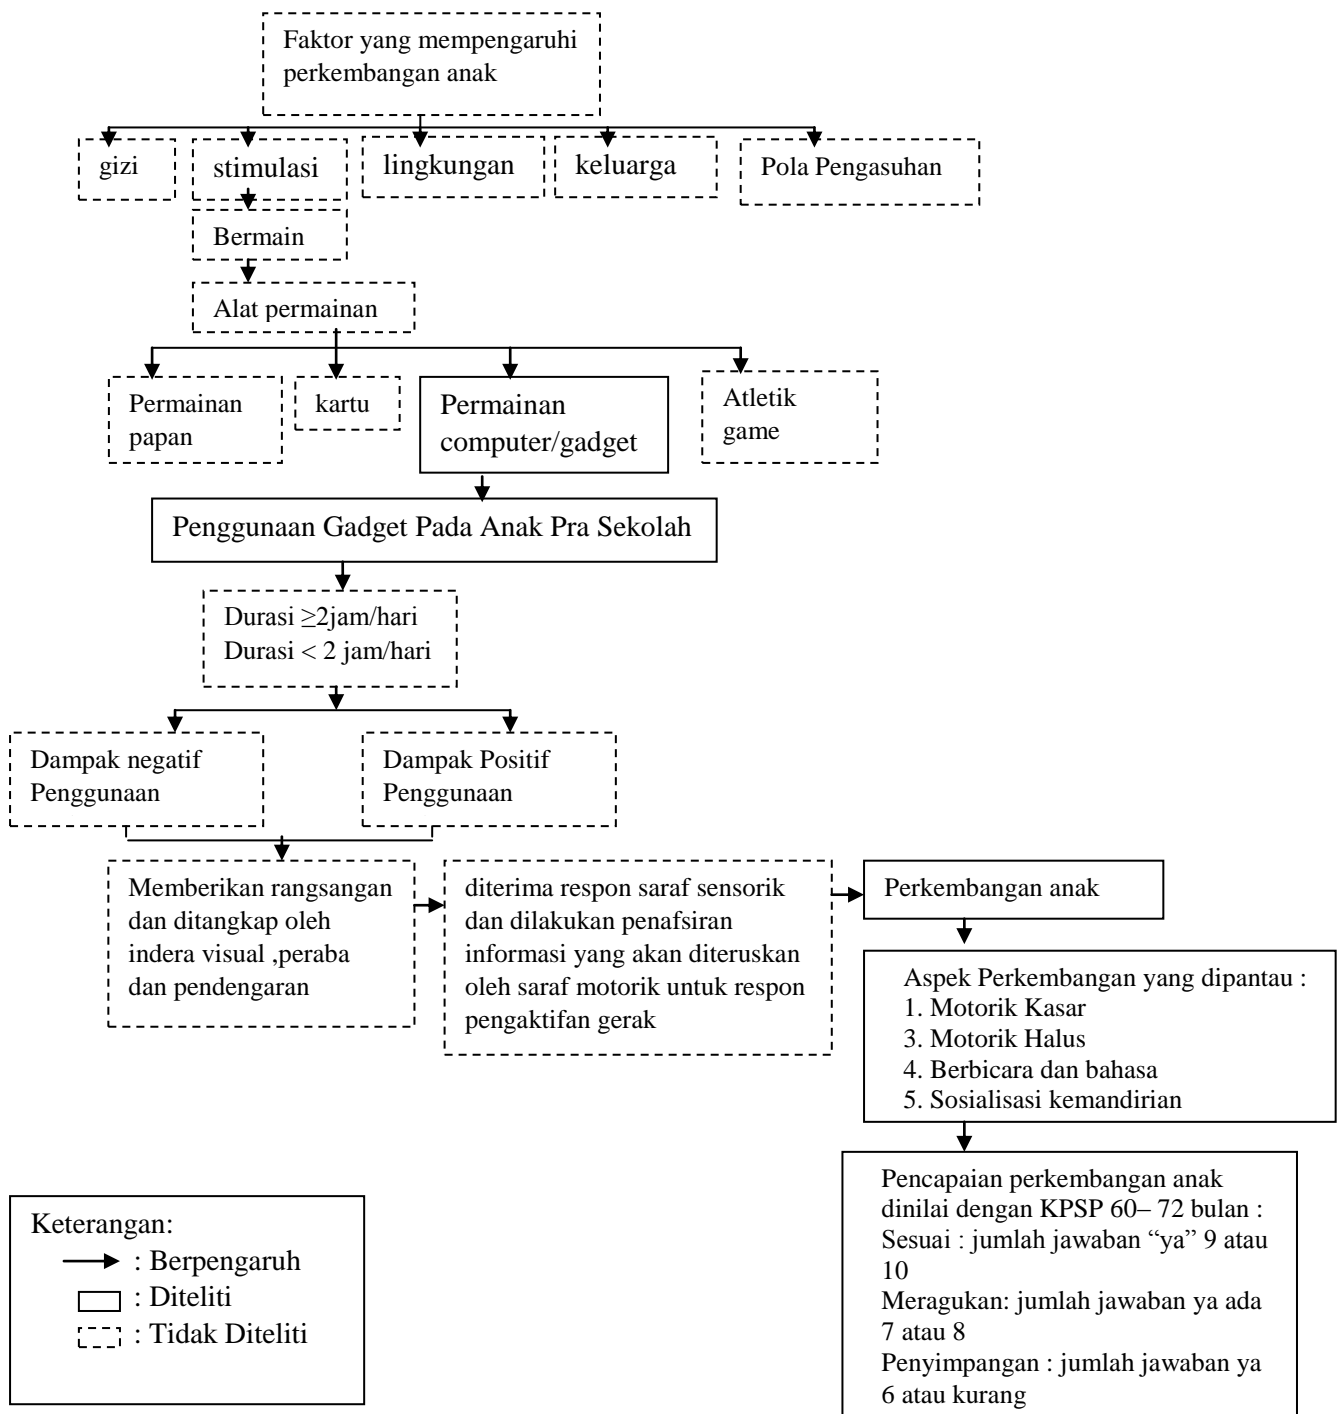 Faktor yang mempengaruhi
perkembangan anak
gizi
stimulasi
lingkungan
keluarga
Pola Pengasuhan
Bermain
Alat permainan
Permainan
papan
kartu
Permainan
computer/gadget
Atletik
game
Penggunaan Gadget Pada Anak Pra Sekolah
Durasi ≥2jam/hari
Durasi < 2 jam/hari
Dampak negatif
Penggunaan
Dampak Positif
Penggunaan
Memberikan rangsangan
dan ditangkap oleh
indera visual ,peraba
dan pendengaran
diterima respon saraf sensorik
dan dilakukan penafsiran
informasi yang akan diteruskan
oleh saraf motorik untuk respon
pengaktifan gerak
Perkembangan anak
Aspek Perkembangan yang dipantau :
1. Motorik Kasar
3. Motorik Halus
4. Berbicara dan bahasa
5. Sosialisasi kemandirian
Pencapaian perkembangan anak
dinilai dengan KPSP 60– 72 bulan :
Sesuai : jumlah jawaban “ya” 9 atau
10
Meragukan: jumlah jawaban ya ada
7 atau 8
Penyimpangan : jumlah jawaban ya
6 atau kurang
Keterangan:
: Berpengaruh
: Diteliti
: Tidak Diteliti